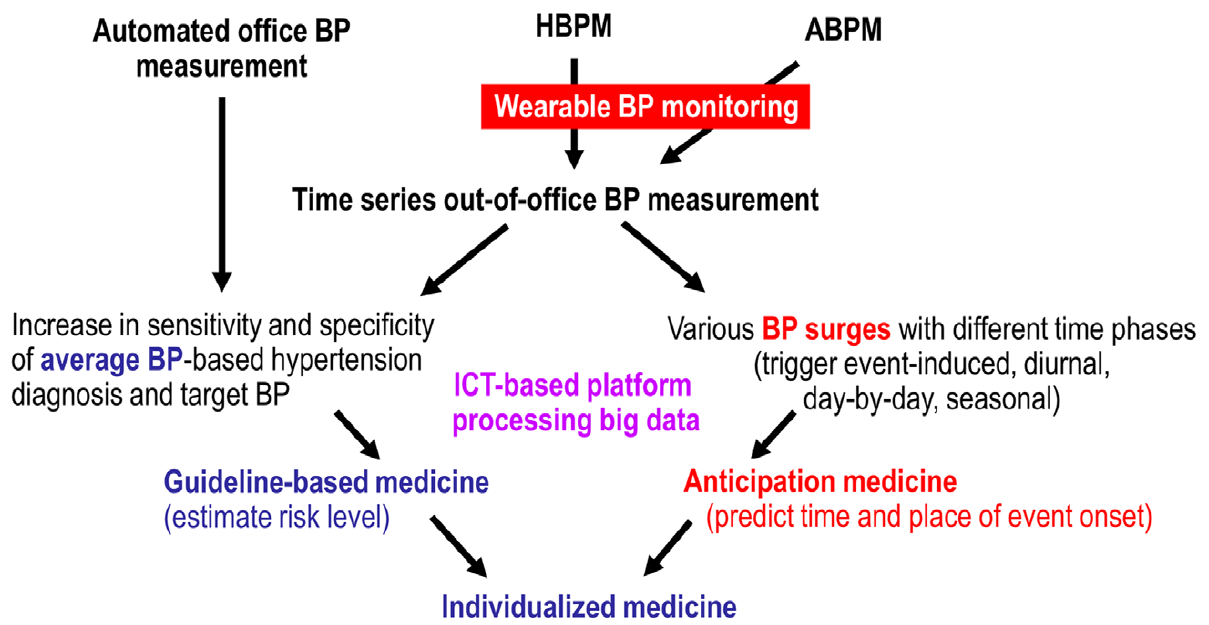 Automated office BP
measurement
HBPM
ABPM
Wearable BP monitoring
Time series out-of-office BP measurement
Increase in sensitivity and specificity
of average BP-based hypertension
diagnosis and target BP
Various BP surges with different time phases
(trigger event-induced, diurnal,
day-by-day, seasonal)
ICT-based platform
processing big data
Guideline-based medicine
(estimate risk level)
Anticipation medicine
(predict time and place of event onset)
Individualized medicine